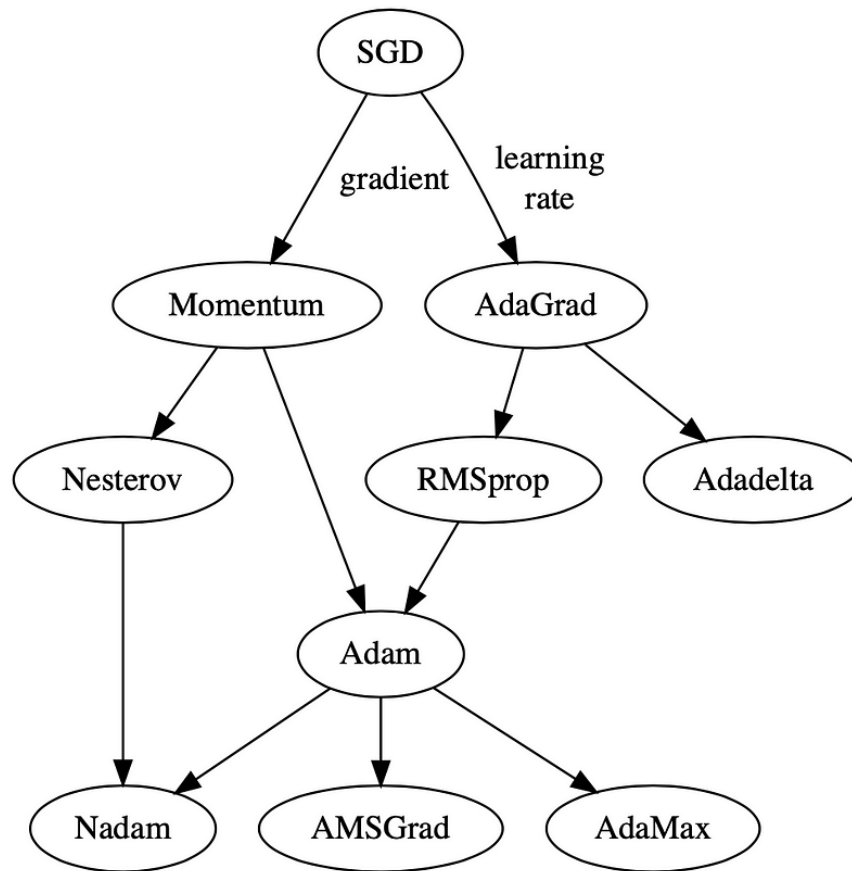 SGD
gradient
learning
rate
Momentum
AdaGrad
Nesterov
RMSprop
Adadelta
Adam
Nadam
AMSGrad
AdaMax